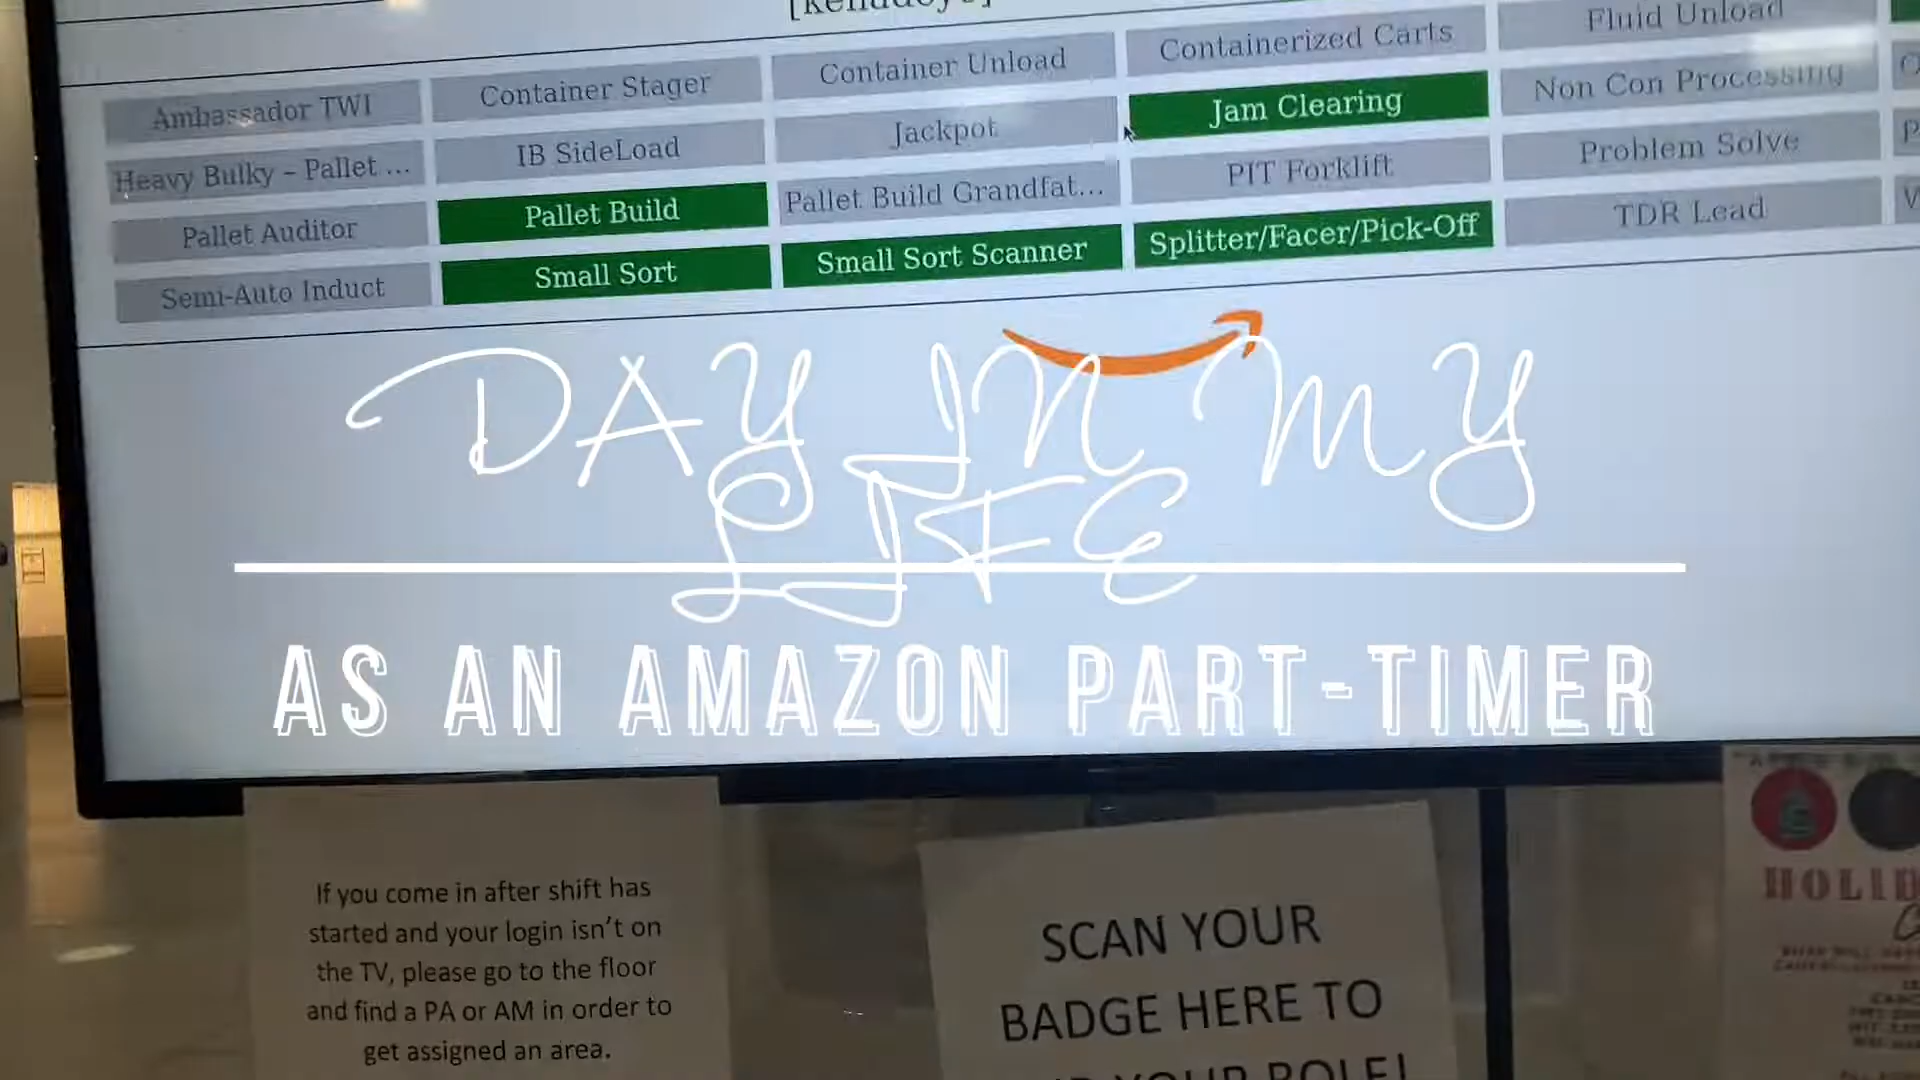 Ambassador TWI
Container Stager
Container Unload
Containerized Carts
Fluid Unload
Heavy Bulky – Pallet ...
IB SideLoad
Jackpot
Jam Clearing
Non Con Processing
Pallet Auditor
Pallet Build
Pallet Build Grandfat...
PIT Forklift
Problem Solve
Semi-Auto Induct
Small Sort
Small Sort Scanner
Splitter/Facer/Pick-Off
TDR Lead
DAY IN MY
LIFE
AS AN AMAZON PART-TIMER
If you come in after shift has
started and your login isn't on
the TV, please go to the floor
and find a PA or AM in order to
get assigned an area.
SCAN YOUR
BADGE HERE TO
YOUR ROLE!